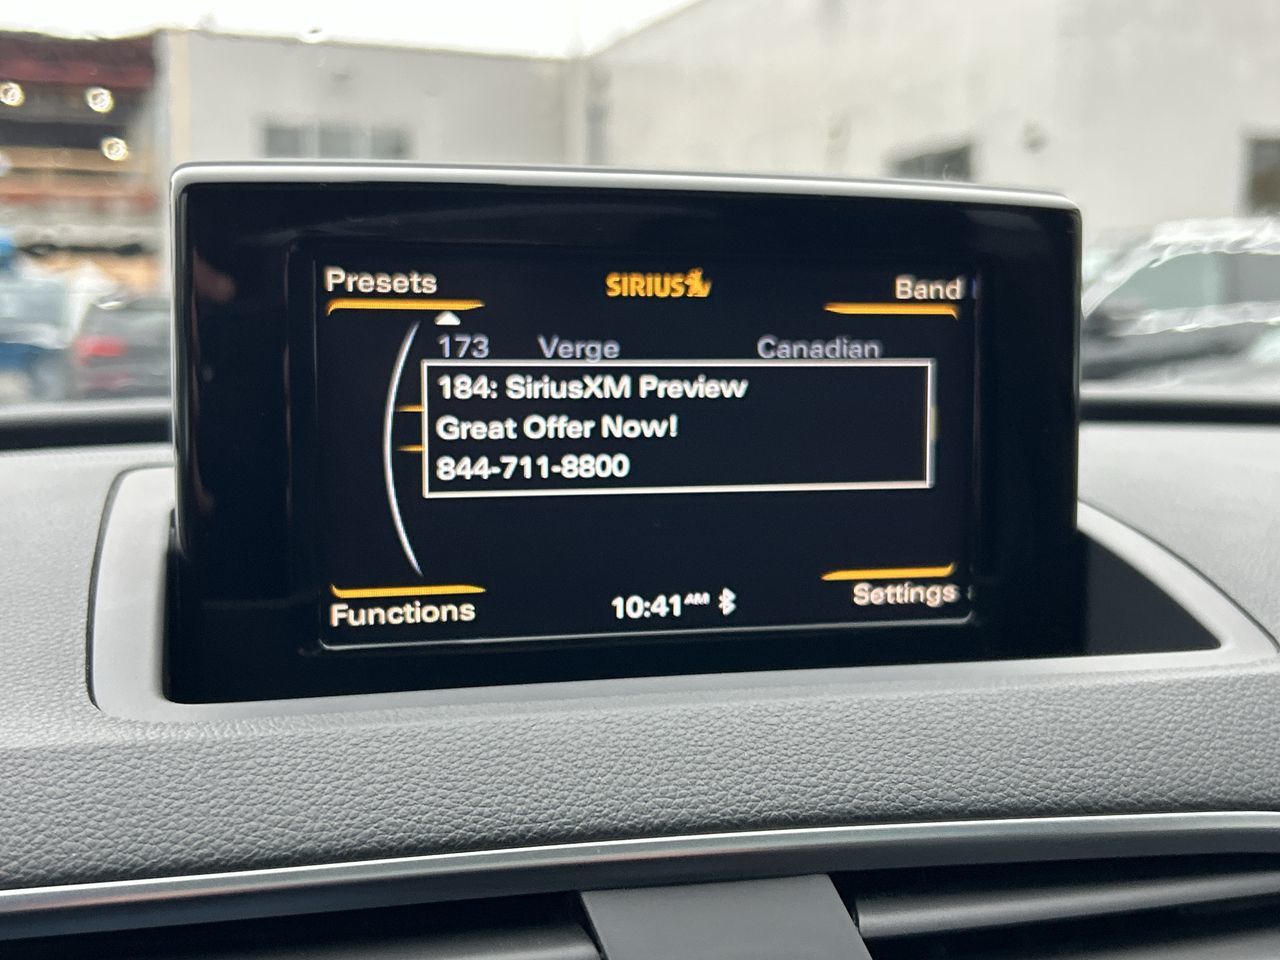 Presets
SIRIUS
Band
173 Verge Canadian
184: SiriusXM Preview
Great Offer Now!
844-711-8800
Functions
10:41 AM
Settings